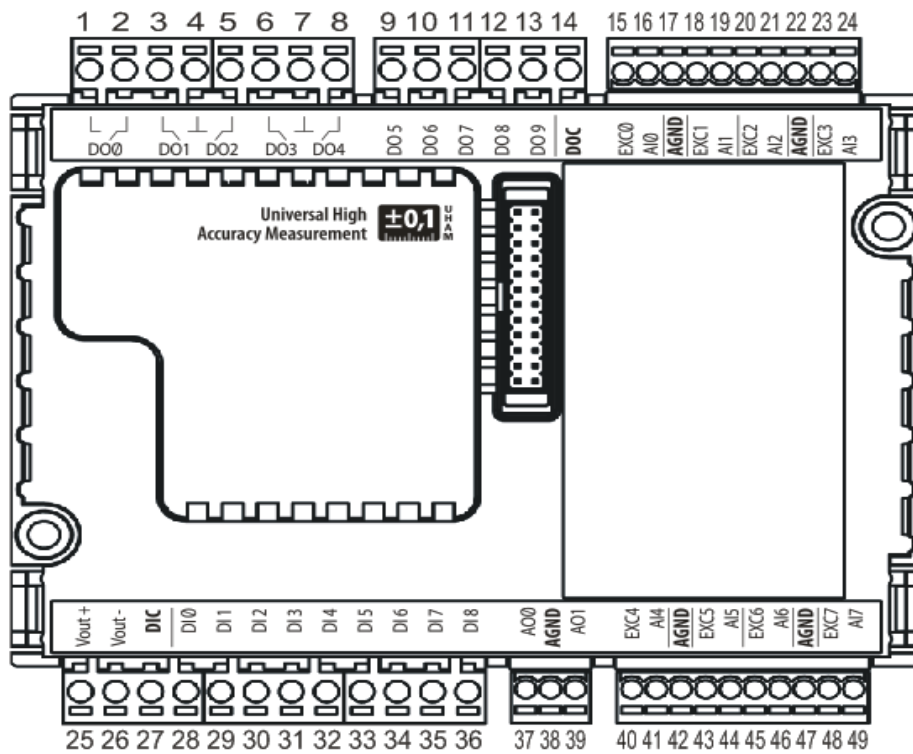 1 2 3 4 5 6 7 8 9 10 11 12 13 14 15 16 17 18 19 20 21 22 23 24
DO0 DO1 DO2 DO3 DO4 DO5 DO6 DO7 DO8 DO9 DOC EXC0 AI0 AGND EXC1 AI1 EXC2 AI2 AGND EXC3 AI3
Universal High
Accuracy Measurement
±0,1
UHAM
Vout + Vout - DIC DI0 DI1 DI2 DI3 DI4 DI5 DI6 DI7 DI8 AO0 AGND AO1 EXC4 AI4 AGND EXC5 AI5 EXC6 AI6 AGND EXC7 AI7
25 26 27 28 29 30 31 32 33 34 35 36 37 38 39 40 41 42 43 44 45 46 47 48 49